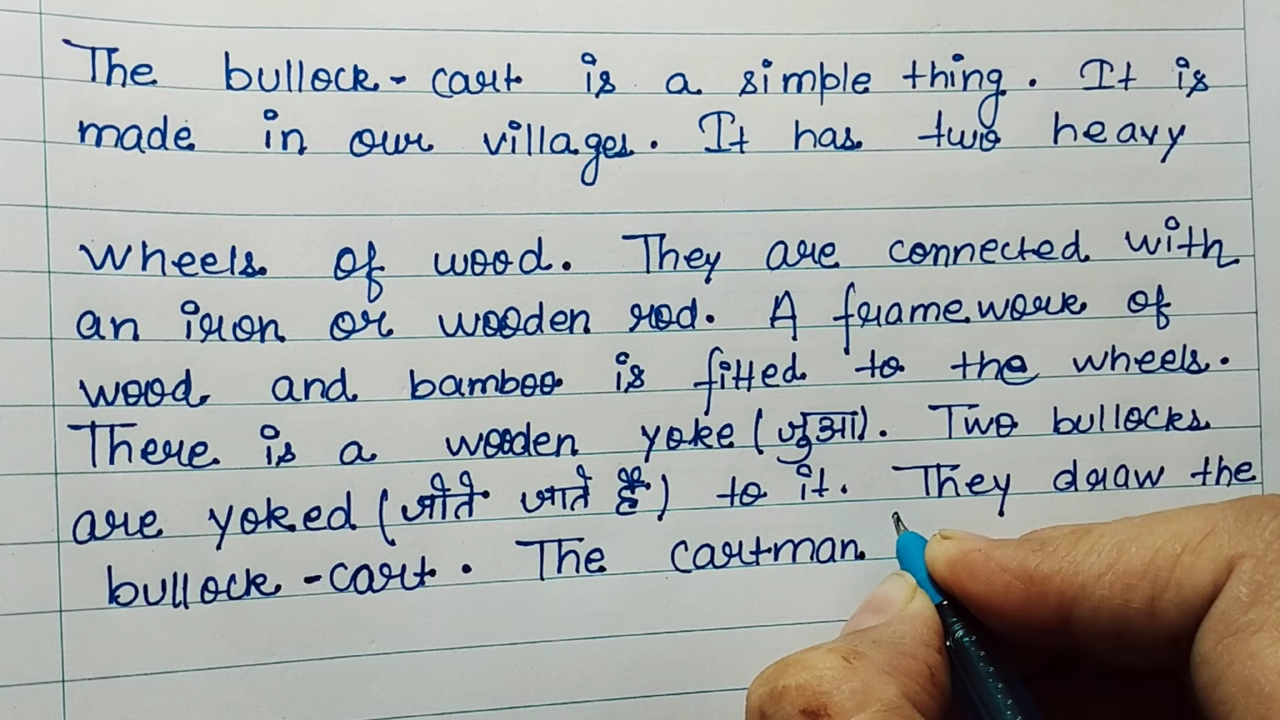 The bullock-cart is a simple thing. It is
made in our villages. It has two heavy
wheels of wood. They are connected with
an iron or wooden rod. A framework of
wood and bamboo is fitted to the wheels.
There is a wooden yoke (जुआ). Two bullocks
are yoked (जोते जाते हैं) to it. They draw the
bullock-cart. The cartman